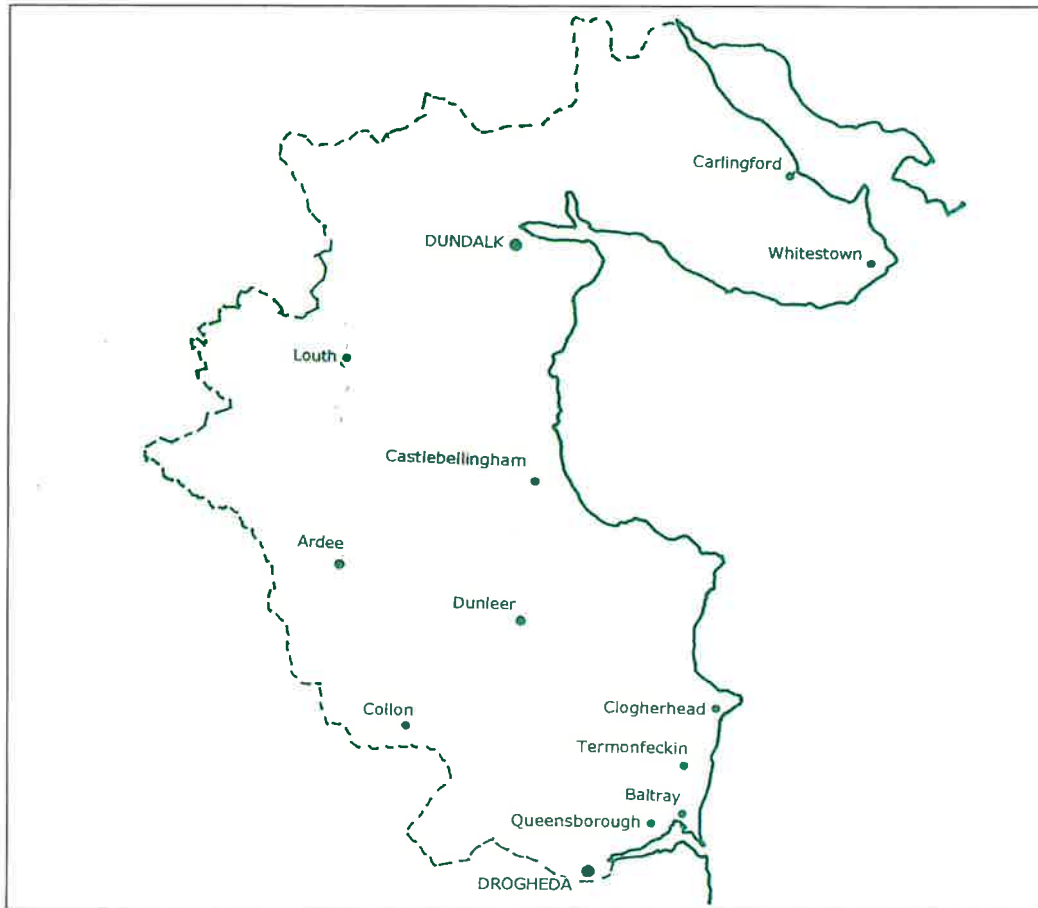 Carlingford
DUNDALK
Whitestown
Louth
Castlebellingham
Ardee
Dunleer
Collon
Clogherhead
Termonfeckin
Baltray
Queensborough
DROGHEDA